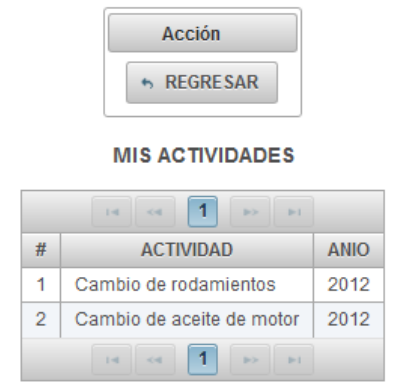 Acción
REGRESAR
MIS ACTIVIDADES
1
# ACTIVIDAD ANIO
1 Cambio de rodamientos 2012
2 Cambio de aceite de motor 2012
1